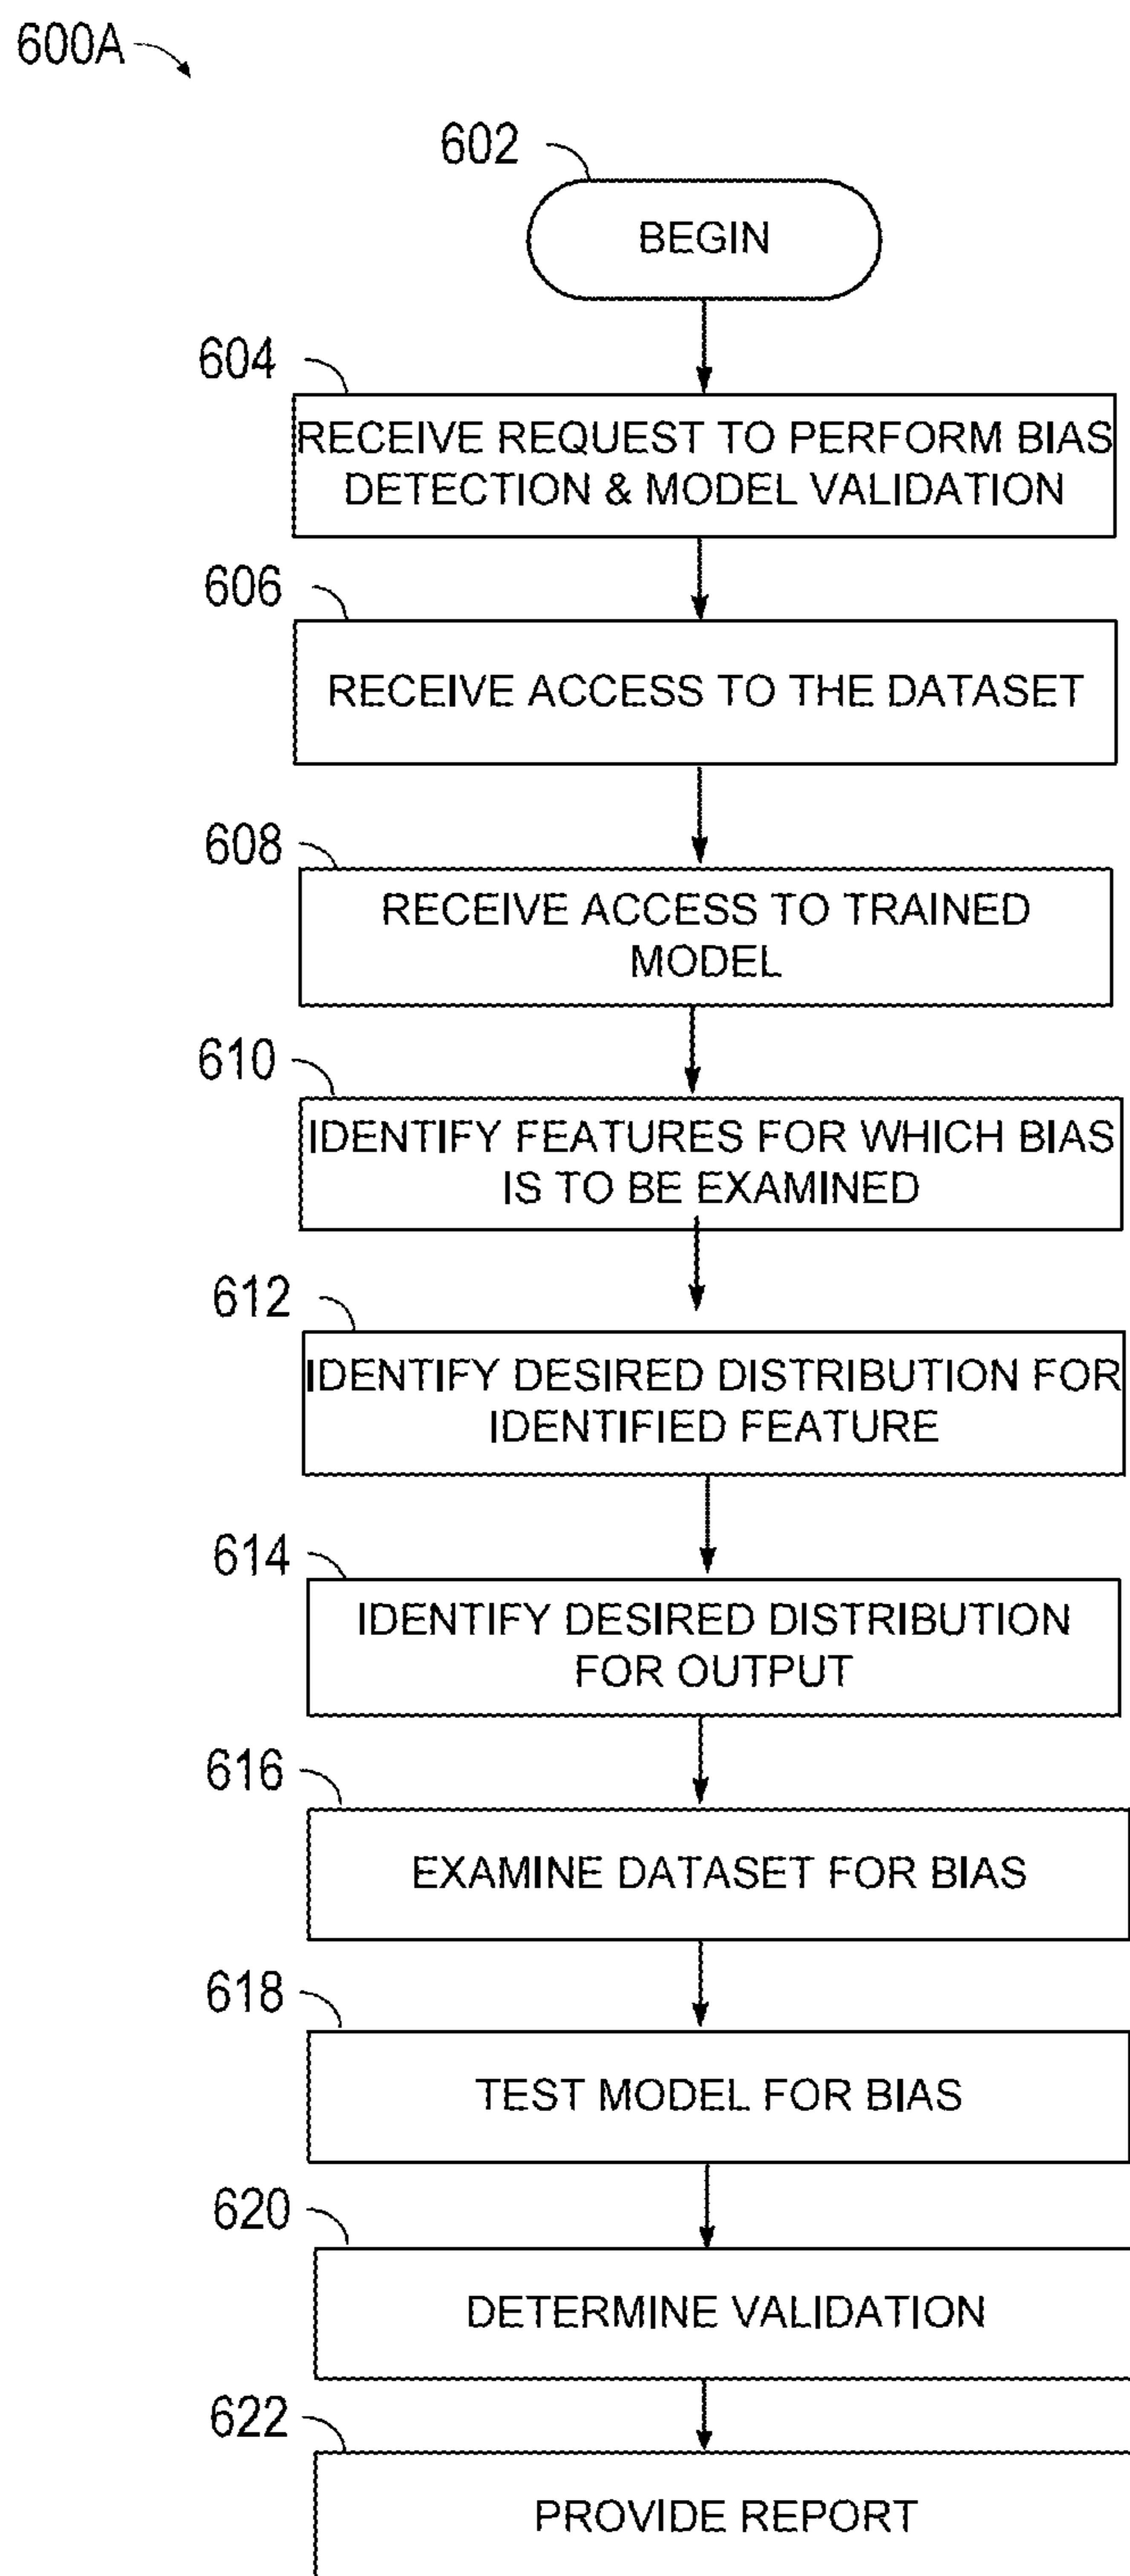 600A
602
BEGIN
604
RECEIVE REQUEST TO PERFORM BIAS
DETECTION & MODEL VALIDATION
606
RECEIVE ACCESS TO THE DATASET
608
RECEIVE ACCESS TO TRAINED
MODEL
610
IDENTIFY FEATURES FOR WHICH BIAS
IS TO BE EXAMINED
612
IDENTIFY DESIRED DISTRIBUTION FOR
IDENTIFIED FEATURE
614
IDENTIFY DESIRED DISTRIBUTION
FOR OUTPUT
616
EXAMINE DATASET FOR BIAS
618
TEST MODEL FOR BIAS
620
DETERMINE VALIDATION
622
PROVIDE REPORT